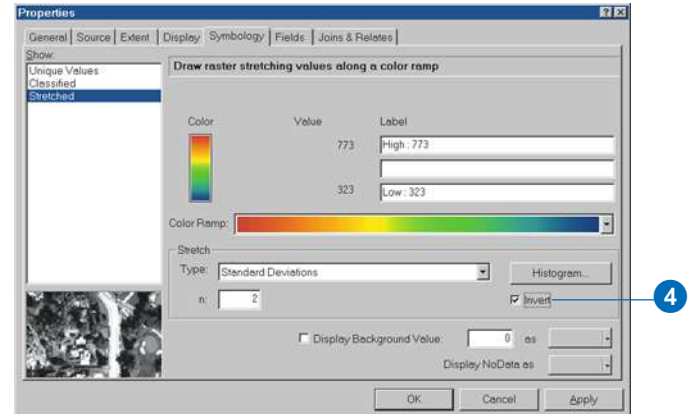 Properties
General Source Extent Display Symbology Fields Joins & Relates
Show:
Unique Values
Classified
Stretched
Draw raster stretching values along a color ramp
Color Value Label
773 High : 773
323 Low : 323
Color Ramp:
Stretch
Type: Standard Deviations Histogram...
n: 2 Invert 4
Display Background Value: 0 as
Display NoData as
OK Cancel Apply